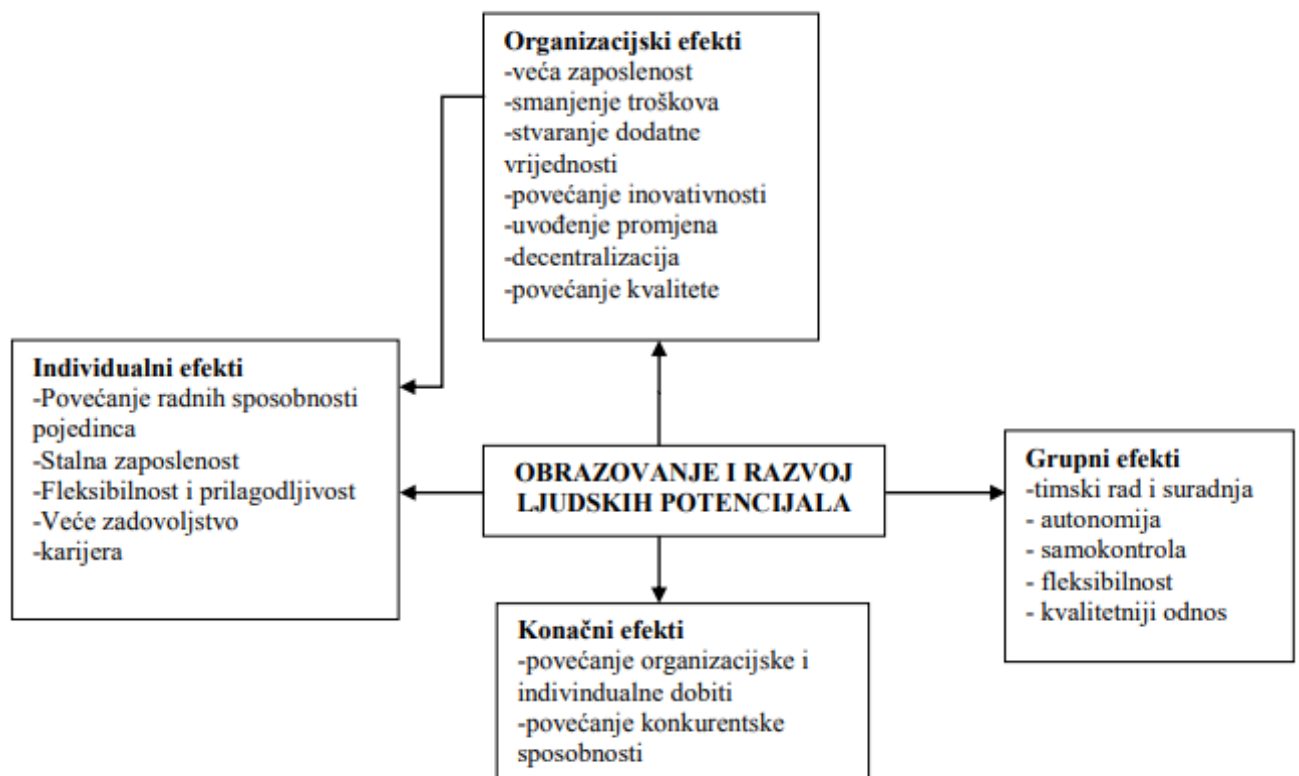 Organizacijski efekti
-veća zaposlenost
-smanjenje troškova
-stvaranje dodatne
vrijednosti
-povećanje inovativnosti
-uvođenje promjena
-decentralizacija
-povećanje kvalitete
Individualni efekti
-Povećanje radnih sposobnosti
pojedinca
-Stalna zaposlenost
-Fleksibilnost i prilagodljivost
-Veće zadovoljstvo
-karijera
OBRAZOVANJE I RAZVOJ
LJUDSKIH POTENCIJALA
Grupni efekti
-timski rad i suradnja
- autonomija
- samokontrola
- fleksibilnost
- kvalitetniji odnos
Konačni efekti
-povećanje organizacijske i
indivindualne dobiti
-povećanje konkurentske
sposobnosti